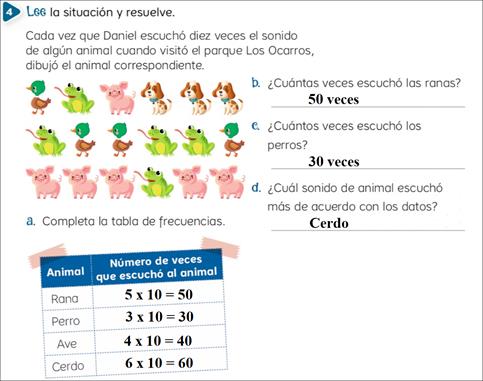 4 Lee la situación y resuelve.
Cada vez que Daniel escuchó diez veces el sonido
de algún animal cuando visitó el parque Los Ocarros,
dibujó el animal correspondiente.
a. Completa la tabla de frecuencias.
Animal Número de veces
que escuchó al animal
Rana 5 x 10 = 50
Perro 3 x 10 = 30
Ave 4 x 10 = 40
Cerdo 6 x 10 = 60
b. ¿Cuántas veces escuchó las ranas?
50 veces
c. ¿Cuántos veces escuchó los
perros?
30 veces
d. ¿Cuál sonido de animal escuchó
más de acuerdo con los datos?
Cerdo